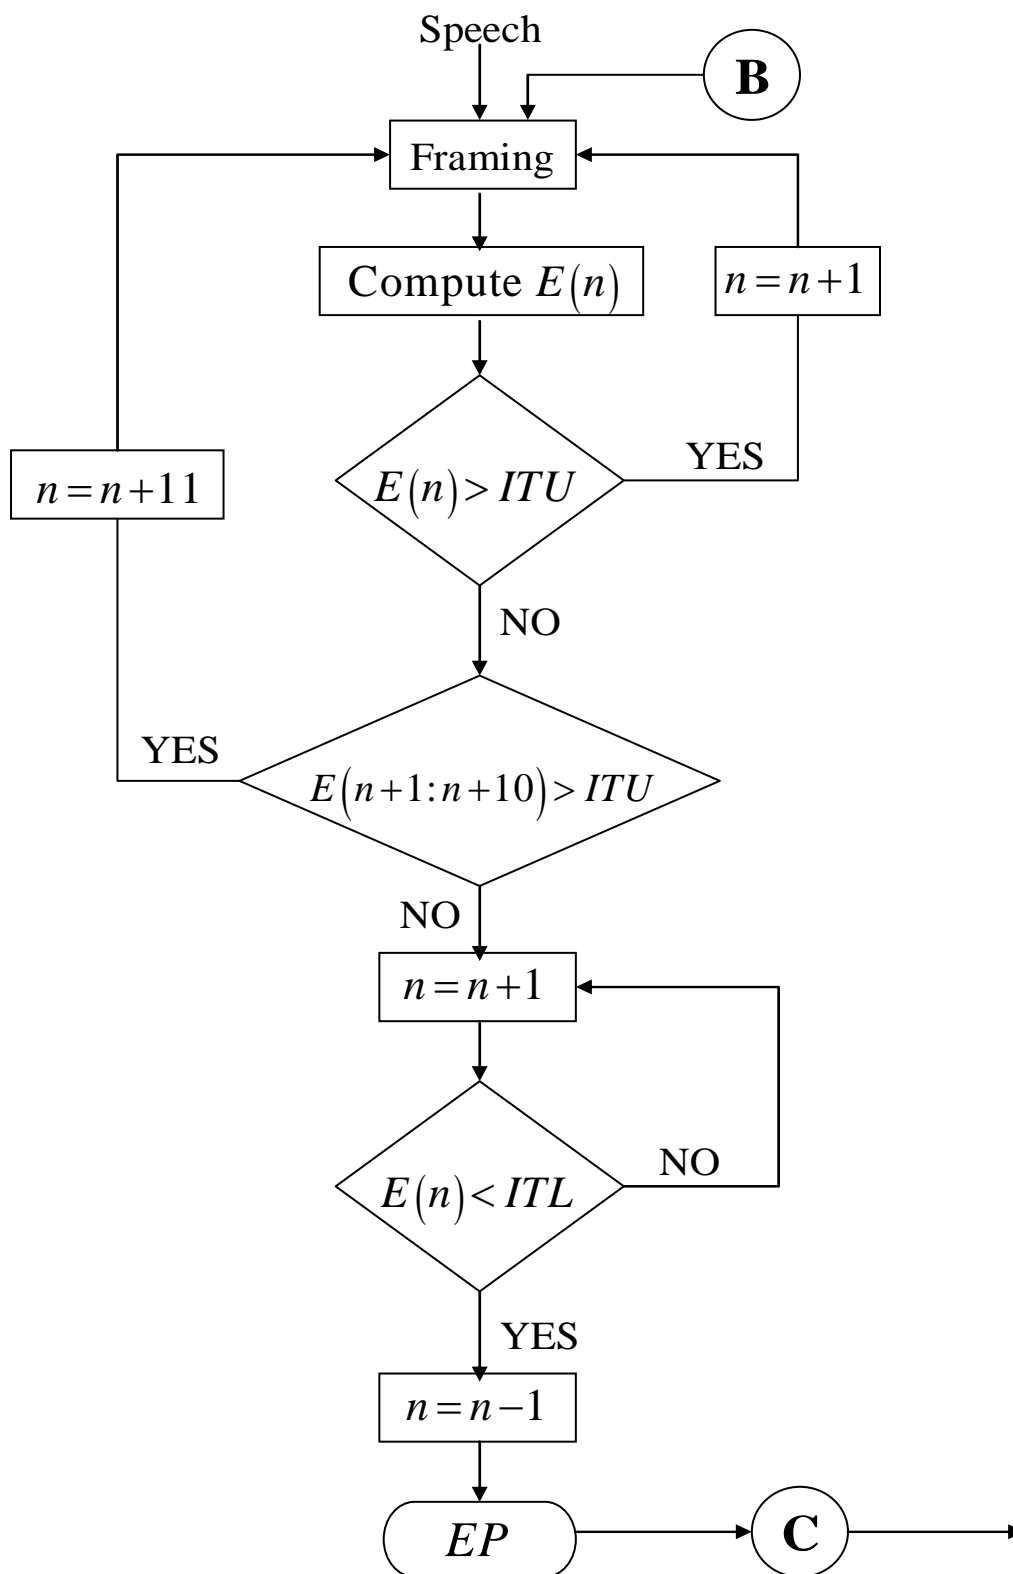 Speech
B
Framing
Compute E(n)
n=n+1
E(n)>ITU
YES
n=n+11
NO
YES
E(n+1:n+10)>ITU
NO
n=n+1
E(n)<ITL
NO
YES
n=n−1
EP
C